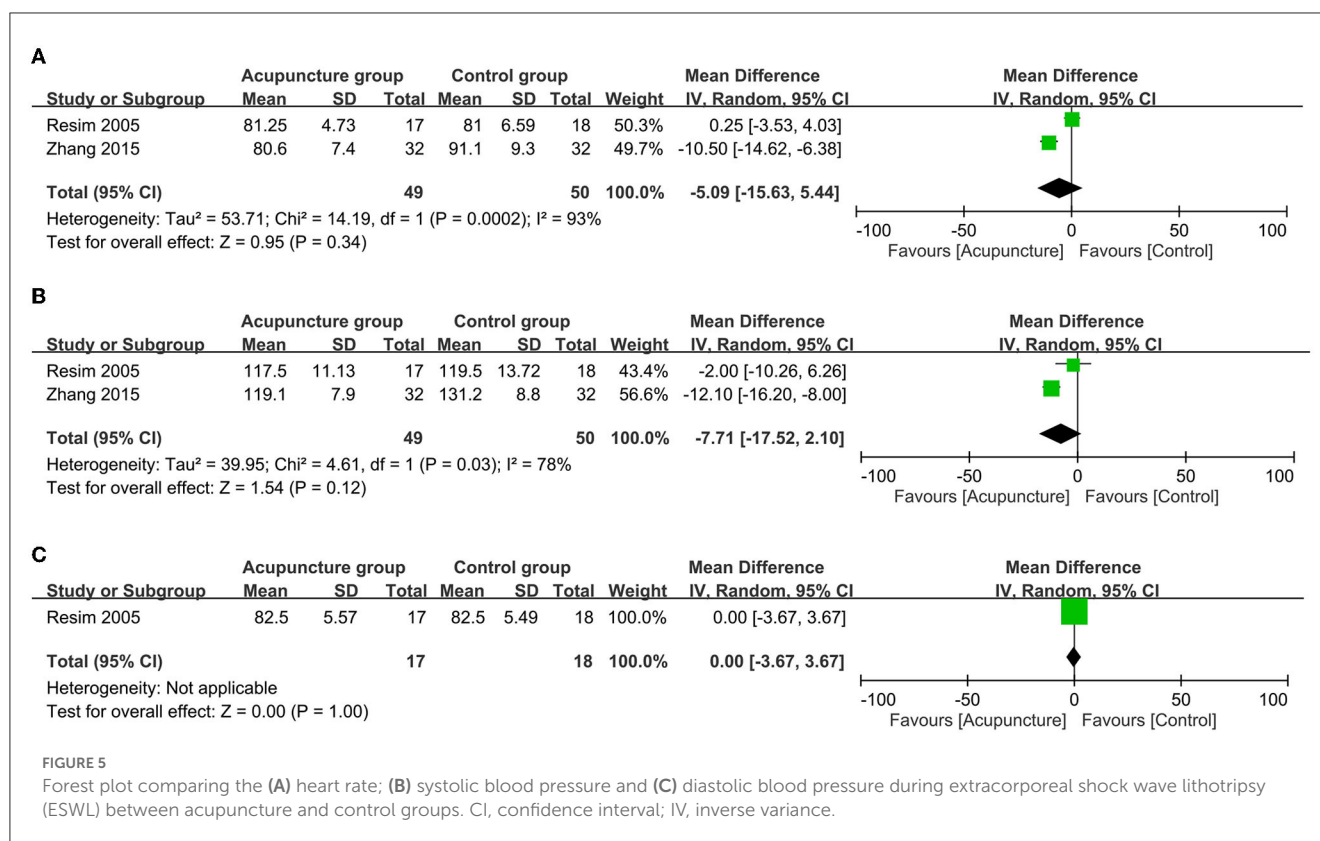 A
Acupuncture group Control group Mean Difference Mean Difference
Study or Subgroup Mean SD Total Mean SD Total Weight IV, Random, 95% CI IV, Random, 95% CI
Resim 2005 81.25 4.73 17 81 6.59 18 50.3% 0.25 [-3.53, 4.03]
Zhang 2015 80.6 7.4 32 91.1 9.3 32 49.7% -10.50 [-14.62, -6.38]
Total (95% CI) 49 50 100.0% -5.09 [-15.63, 5.44]
Heterogeneity: Tau² = 53.71; Chi² = 14.19, df = 1 (P = 0.0002); I² = 93%
Test for overall effect: Z = 0.95 (P = 0.34)
-100 -50 0 50 100
Favours [Acupuncture] Favours [Control]
B
Acupuncture group Control group Mean Difference Mean Difference
Study or Subgroup Mean SD Total Mean SD Total Weight IV, Random, 95% CI IV, Random, 95% CI
Resim 2005 117.5 11.13 17 119.5 13.72 18 43.4% -2.00 [-10.26, 6.26]
Zhang 2015 119.1 7.9 32 131.2 8.8 32 56.6% -12.10 [-16.20, -8.00]
Total (95% CI) 49 50 100.0% -7.71 [-17.52, 2.10]
Heterogeneity: Tau² = 39.95; Chi² = 4.61, df = 1 (P = 0.03); I² = 78%
Test for overall effect: Z = 1.54 (P = 0.12)
-100 -50 0 50 100
Favours [Acupuncture] Favours [Control]
C
Acupuncture group Control group Mean Difference Mean Difference
Study or Subgroup Mean SD Total Mean SD Total Weight IV, Random, 95% CI IV, Random, 95% CI
Resim 2005 82.5 5.57 17 82.5 5.49 18 100.0% 0.00 [-3.67, 3.67]
Total (95% CI) 17 18 100.0% 0.00 [-3.67, 3.67]
Heterogeneity: Not applicable
Test for overall effect: Z = 0.00 (P = 1.00)
-100 -50 0 50 100
Favours [Acupuncture] Favours [Control]
FIGURE 5
Forest plot comparing the (A) heart rate; (B) systolic blood pressure and (C) diastolic blood pressure during extracorporeal shock wave lithotripsy
(ESWL) between acupuncture and control groups. CI, confidence interval; IV, inverse variance.